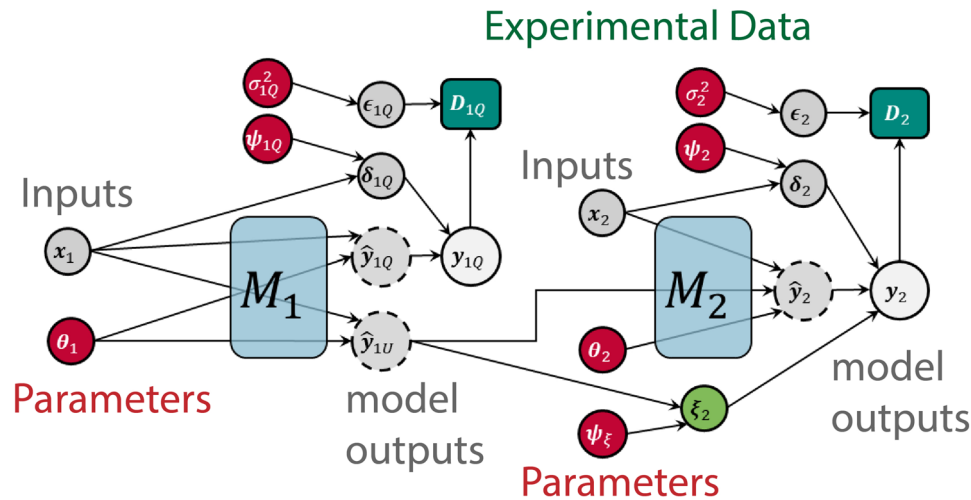 Experimental Data
σ²₁Q
ϵ₁Q
D₁Q
σ²₂
ϵ₂
D₂
ψ₁Q
ψ₂
Inputs
δ₁Q
Inputs
δ₂
x₁
x₂
M₁
ŷ₁Q
y₁Q
M₂
ŷ₂
y₂
θ₁
ŷ₁U
θ₂
Parameters
model
outputs
ξ₂
model
outputs
ψ_ξ
Parameters